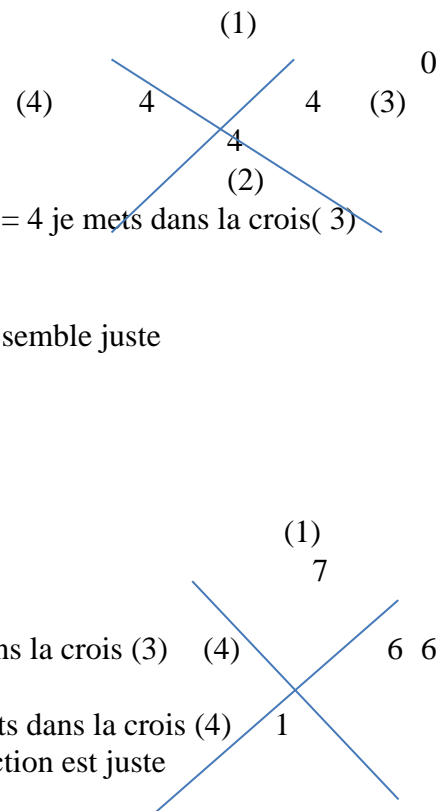 (1)
0
(4) 4 4 (3)
4
(2)
= 4 je mets dans la crois( 3)
semble juste
(1)
7
ns la crois (3) (4) 6 6
ts dans la crois (4) 1
ction est juste